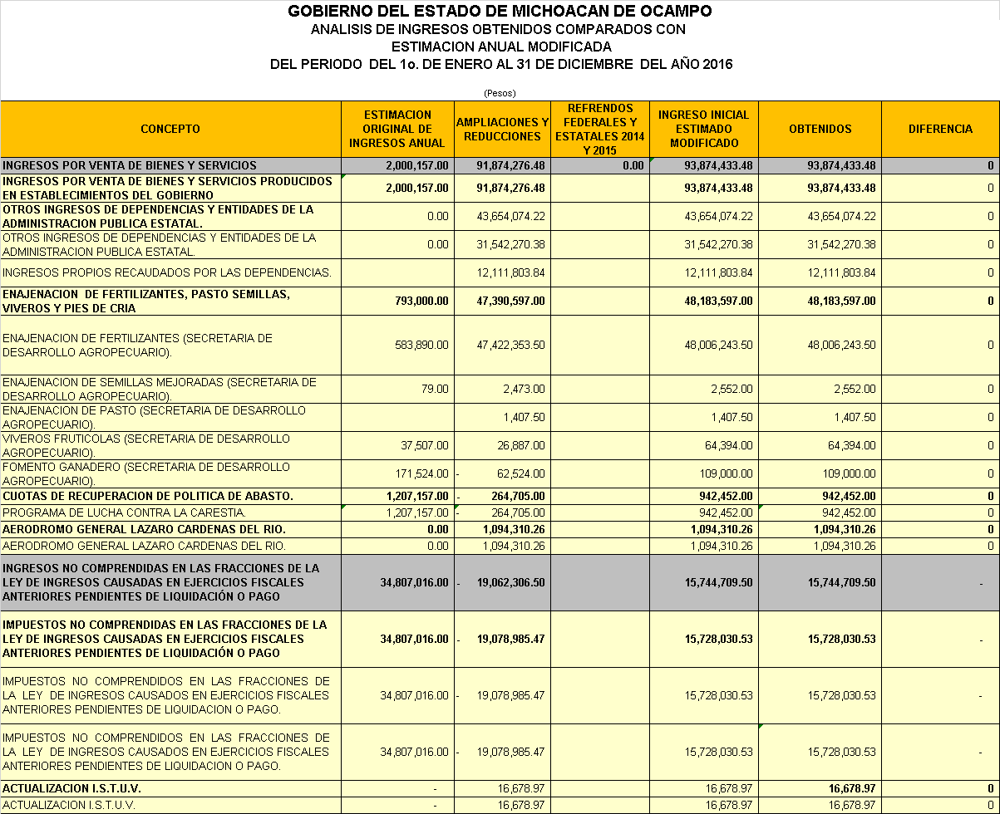 GOBIERNO DEL ESTADO DE MICHOACAN DE OCAMPO
ANALISIS DE INGRESOS OBTENIDOS COMPARADOS CON
ESTIMACION ANUAL MODIFICADA
DEL PERIODO DEL 1o. DE ENERO AL 31 DE DICIEMBRE DEL AÑO 2016
(Pesos)
CONCEPTO
ESTIMACION
ORIGINAL DE
INGRESOS ANUAL
AMPLIACIONES Y
REDUCCIONES
REFRENDOS
FEDERALES Y
ESTATALES 2014
Y 2015
INGRESO INICIAL
ESTIMADO
MODIFICADO
OBTENIDOS
DIFERENCIA
INGRESOS POR VENTA DE BIENES Y SERVICIOS 2,000,157.00 91,874,276.48 0.00 93,874,433.48 93,874,433.48 0
INGRESOS POR VENTA DE BIENES Y SERVICIOS PRODUCIDOS
EN ESTABLECIMIENTOS DEL GOBIERNO 2,000,157.00 91,874,276.48 93,874,433.48 93,874,433.48 0
OTROS INGRESOS DE DEPENDENCIAS Y ENTIDADES DE LA
ADMINISTRACION PUBLICA ESTATAL. 0.00 43,654,074.22 43,654,074.22 43,654,074.22 0
OTROS INGRESOS DE DEPENDENCIAS Y ENTIDADES DE LA
ADMINISTRACION PUBLICA ESTATAL. 0.00 31,542,270.38 31,542,270.38 31,542,270.38 0
INGRESOS PROPIOS RECAUDADOS POR LAS DEPENDENCIAS. 12,111,803.84 12,111,803.84 12,111,803.84 0
ENAJENACION DE FERTILIZANTES, PASTO SEMILLAS,
VIVEROS Y PIES DE CRIA 793,000.00 47,390,597.00 48,183,597.00 48,183,597.00 0
ENAJENACION DE FERTILIZANTES (SECRETARIA DE
DESARROLLO AGROPECUARIO). 583,890.00 47,422,353.50 48,006,243.50 48,006,243.50 0
ENAJENACION DE SEMILLAS MEJORADAS (SECRETARIA DE
DESARROLLO AGROPECUARIO). 79.00 2,473.00 2,552.00 2,552.00 0
ENAJENACION DE PASTO (SECRETARIA DE DESARROLLO
AGROPECUARIO). 1,407.50 1,407.50 1,407.50 0
VIVEROS FRUTICOLAS (SECRETARIA DE DESARROLLO
AGROPECUARIO). 37,507.00 26,887.00 64,394.00 64,394.00 0
FOMENTO GANADERO (SECRETARIA DE DESARROLLO
AGROPECUARIO). 171,524.00 - 62,524.00 109,000.00 109,000.00 0
CUOTAS DE RECUPERACION DE POLITICA DE ABASTO. 1,207,157.00 - 264,705.00 942,452.00 942,452.00 0
PROGRAMA DE LUCHA CONTRA LA CARESTIA. 1,207,157.00 - 264,705.00 942,452.00 942,452.00 0
AERODROMO GENERAL LAZARO CARDENAS DEL RIO. 0.00 1,094,310.26 1,094,310.26 1,094,310.26 0
AERODROMO GENERAL LAZARO CARDENAS DEL RIO. 0.00 1,094,310.26 1,094,310.26 1,094,310.26 0
INGRESOS NO COMPRENDIDAS EN LAS FRACCIONES DE LA
LEY DE INGRESOS CAUSADAS EN EJERCICIOS FISCALES
ANTERIORES PENDIENTES DE LIQUIDACIÓN O PAGO 34,807,016.00 - 19,062,306.50 15,744,709.50 15,744,709.50 -
IMPUESTOS NO COMPRENDIDAS EN LAS FRACCIONES DE LA
LEY DE INGRESOS CAUSADAS EN EJERCICIOS FISCALES
ANTERIORES PENDIENTES DE LIQUIDACIÓN O PAGO 34,807,016.00 - 19,078,985.47 15,728,030.53 15,728,030.53 -
IMPUESTOS NO COMPRENDIDOS EN LAS FRACCIONES DE
LA LEY DE INGRESOS CAUSADOS EN EJERCICIOS FISCALES
ANTERIORES PENDIENTES DE LIQUIDACION O PAGO. 34,807,016.00 - 19,078,985.47 15,728,030.53 15,728,030.53 -
IMPUESTOS NO COMPRENDIDOS EN LAS FRACCIONES DE
LA LEY DE INGRESOS CAUSADOS EN EJERCICIOS FISCALES
ANTERIORES PENDIENTES DE LIQUIDACION O PAGO. 34,807,016.00 - 19,078,985.47 15,728,030.53 15,728,030.53 -
ACTUALIZACION I.S.T.U.V. - 16,678.97 16,678.97 16,678.97 0
ACTUALIZACION I.S.T.U.V. - 16,678.97 16,678.97 16,678.97 0